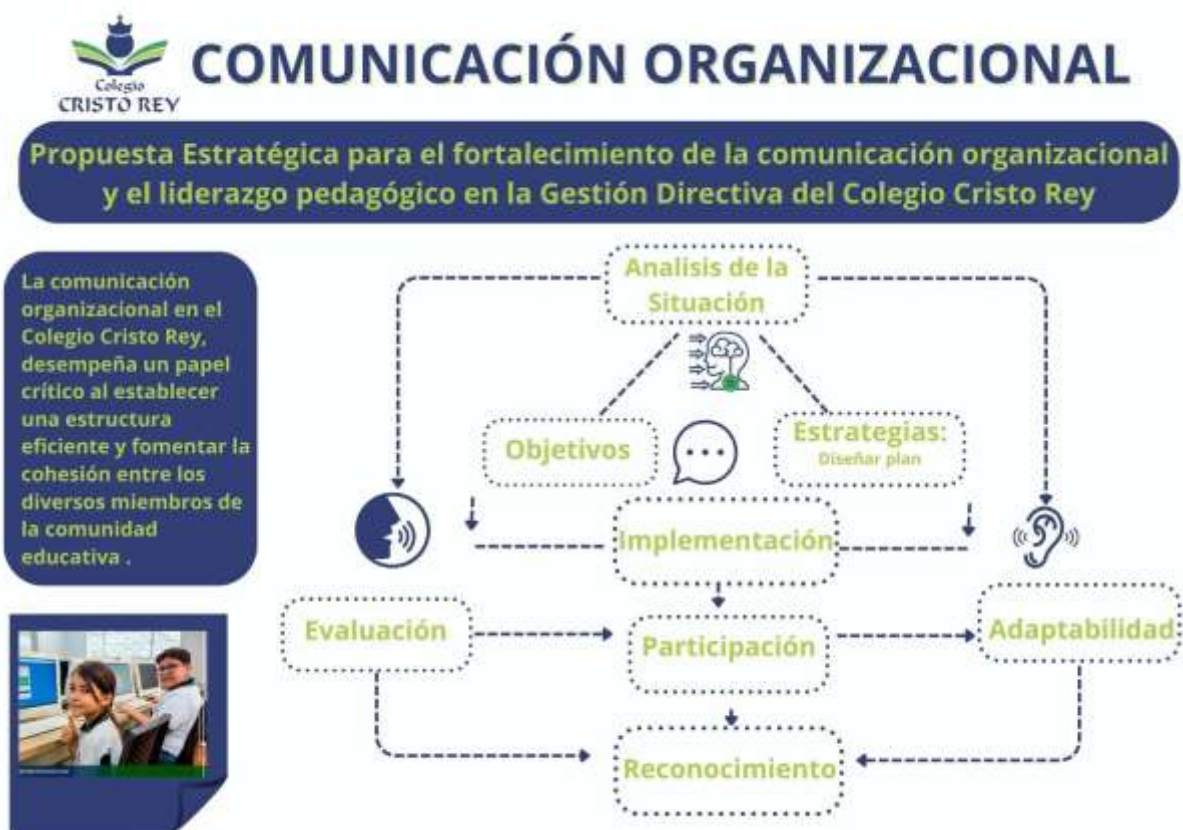 Colegio
CRISTO REY
COMUNICACIÓN ORGANIZACIONAL
Propuesta Estratégica para el fortalecimiento de la comunicación organizacional
y el liderazgo pedagógico en la Gestión Directiva del Colegio Cristo Rey
La comunicación
organizacional en el
Colegio Cristo Rey,
desempeña un papel
crítico al establecer
una estructura
eficiente y fomentar la
cohesión entre los
diversos miembros de
la comunidad
educativa .
Analisis de la
Situación
Objetivos
Estrategias:
Diseñar plan
Implementación
Evaluación
Participación
Adaptabilidad
Reconocimiento